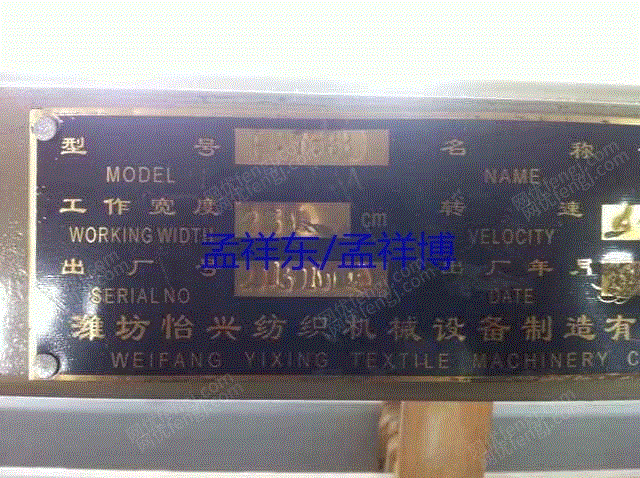 型 号 名 称
MODEL NAME
工作宽度 cm 转 速
WORKING WIDTH VELOCITY
孟祥东/孟祥博
出 厂 号 出厂年月
SERIAL NO DATE
潍坊怡兴纺织机械设备制造有
WEIFANG YIXING TEXTILE MACHINERY C